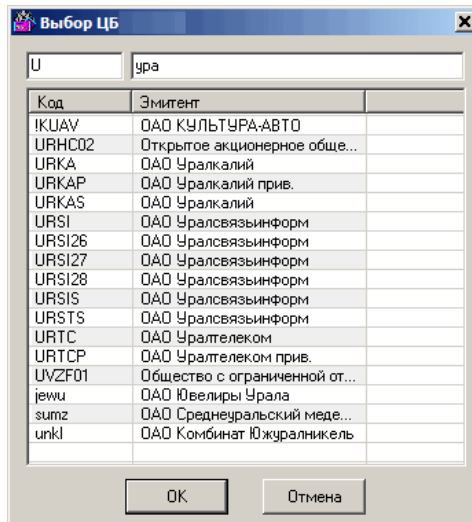 Выбор ЦБ
U ура
Код Эмитент
!KUAV ОАО КУЛЬТУРА-АВТО
URHC02 Открытое акционерное обще...
URKA ОАО Уралкалий
URKAP ОАО Уралкалий прив.
URKAS ОАО Уралкалий
URSI ОАО Уралсвязьинформ
URSI26 ОАО Уралсвязьинформ
URSI27 ОАО Уралсвязьинформ
URSI28 ОАО Уралсвязьинформ
URSIS ОАО Уралсвязьинформ
URSTS ОАО Уралсвязьинформ
URTC ОАО Уралтелеком
URTCP ОАО Уралтелеком прив.
UVZF01 Общество с ограниченной от...
jewu ОАО Ювелиры Урала
sumz ОАО Среднеуральский меде...
unkl ОАО Комбинат Южуралникель
OK Отмена